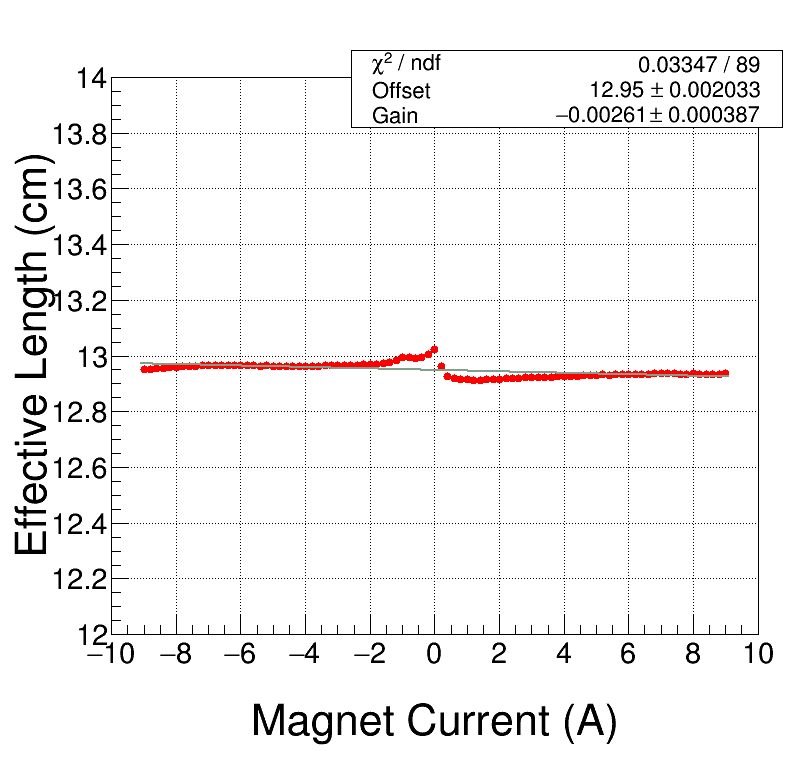 χ² / ndf 0.03347 / 89
Offset 12.95 ± 0.002033
Gain −0.00261 ± 0.000387
14
13.8
13.6
13.4
13.2
13
12.8
12.6
12.4
12.2
12
Effective Length (cm)
−10 −8 −6 −4 −2 0 2 4 6 8 10
Magnet Current (A)